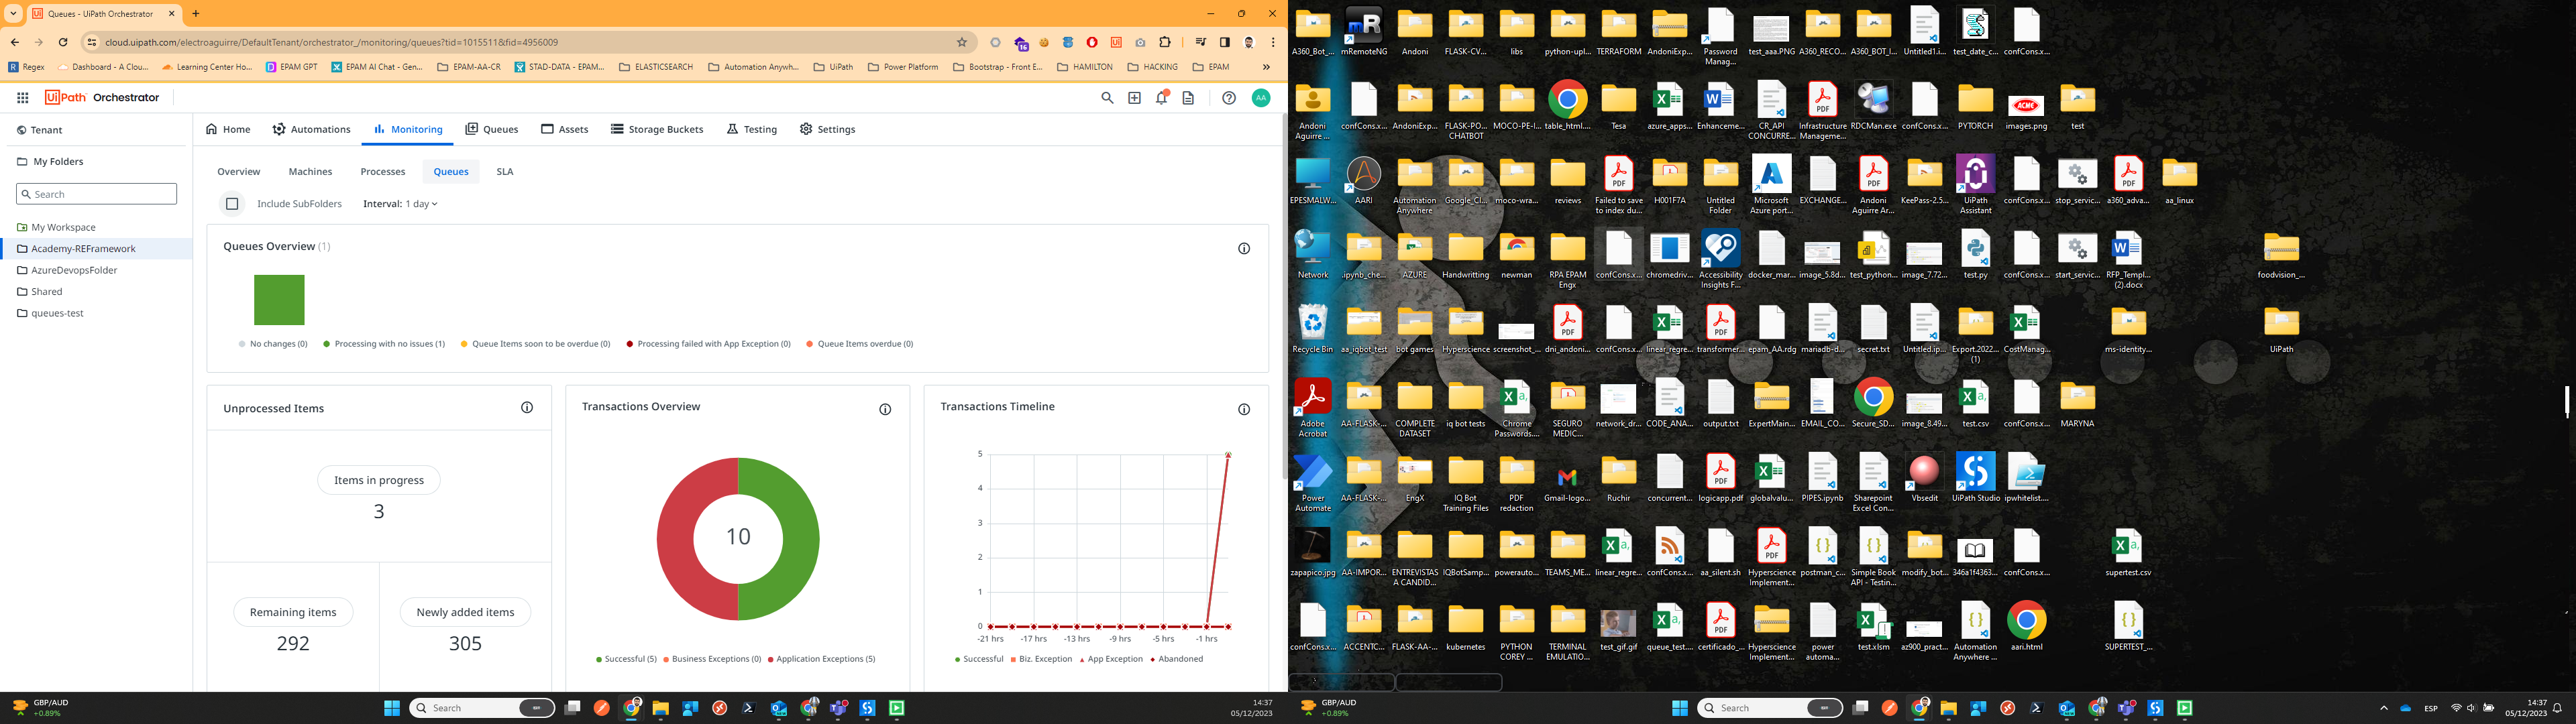 Queues - UiPath Orchestrator
cloud.uipath.com/electroaguirre/DefaultTenant/orchestrator_/monitoring/queues?tid=1015511&fid=4956009
16
Regex
Dashboard - A Clou...
Learning Center Ho...
EPAM GPT
EPAM AI Chat - Gen...
EPAM-AA-CR
STAD-DATA - EPAM...
ELASTICSEARCH
Automation Anywh...
UiPath
Power Platform
Bootstrap - Front E...
HAMILTON
HACKING
EPAM
UiPath Orchestrator
AA
Tenant
My Folders
Search
My Workspace
Academy-REFramework
AzureDevopsFolder
Shared
queues-test
Home
Automations
Monitoring
Queues
Assets
Storage Buckets
Testing
Settings
Overview
Machines
Processes
Queues
SLA
Include SubFolders
Interval: 1 day
Queues Overview (1)
No changes (0)
Processing with no issues (1)
Queue Items soon to be overdue (0)
Processing failed with App Exception (0)
Queue Items overdue (0)
Unprocessed Items
Items in progress
3
Remaining items
292
Newly added items
305
Transactions Overview
10
Successful (5)
Business Exceptions (0)
Application Exceptions (5)
Transactions Timeline
5
4
3
2
1
0
-21 hrs
-17 hrs
-13 hrs
-9 hrs
-5 hrs
-1 hrs
Successful
Biz. Exception
App Exception
Abandoned
GBP/AUD
+0.89%
Search
14:37
05/12/2023
A360_Bot_...
mRemoteNG
Andoni
FLASK-CV...
libs
python-upl...
TERRAFORM
AndoniExp...
Password Manag...
test_aaa.PNG
A360_RECO...
A360_BOT_I...
Untitled1.i...
test_date_c...
confCons.x...
Andoni Aguirre ...
confCons.x...
AndoniExp...
FLASK-PO... CHATBOT
MOCO-PE-I...
table_html....
Tesa
azure_apps...
Enhanceme...
CR_API CONCURRE...
Infrastructure Manageme...
RDCMan.exe
confCons.x...
PYTORCH
images.png
test
EPESMALW...
AARI
Automation Anywhere
Google_Cl...
moco-wra...
reviews
Failed to save to index du...
H001F7A
Untitled Folder
Microsoft Azure port...
EXCHANGE...
Andoni Aguirre Ar...
KeePass-2.5...
UiPath Assistant
confCons.x...
stop_servic...
a360_adva...
aa_linux
Network
.ipynb_che...
AZURE
Handwritting
newman
RPA EPAM Engx
confCons.x...
chromedriv...
Accessibility Insights F...
docker_mar...
image_5.8d...
test_python...
image_7.72...
test.py
confCons.x...
start_servic...
RFP_Templ... (2).docx
foodvision_...
Recycle Bin
aa_iqbot_test
bot games
Hyperscience
screenshot_...
dni_andoni...
confCons.x...
linear_regre...
transformer...
epam_AA.rdg
mariadb-d...
secret.txt
Untitled.ip...
Export.2022... (1)
CostManag...
ms-identity...
UiPath
Adobe Acrobat
AA-FLASK-...
COMPLETE DATASET
iq bot tests
Chrome Passwords....
SEGURO MEDIC...
network_dr...
CODE_ANA...
output.txt
ExpertMain...
EMAIL_CO...
Secure_SD...
image_8.49...
test.csv
confCons.x...
MARYNA
Power Automate
AA-FLASK-...
EngX
IQ Bot Training Files
PDF redaction
Gmail-logo...
Ruchir
concurrent...
logicapp.pdf
globalvalu...
PIPES.ipynb
Sharepoint Excel Con...
Vbsedit
UiPath Studio
ipwhitelist....
zapapico.jpg
AA-IMPOR...
ENTREVISTAS A CANDID...
IQBotSamp...
powerauto...
TEAMS_ME...
linear_regre...
confCons.x...
aa_silent.sh
Hyperscience Implement...
postman_c...
Simple Book API - Testin...
modify_bot...
346a1f4363...
confCons.x...
supertest.csv
confCons.x...
ACCENTC...
FLASK-AA-...
kubernetes
PYTHON COREY ...
TERMINAL EMULATIO...
test_gif.gif
queue_test....
certificado_...
Hyperscience Implement...
power automa...
test.xlsm
az900_pract...
Automation Anywhere ...
aari.html
SUPERTEST_...
GBP/AUD
+0.89%
Search
ESP
14:37
05/12/2023